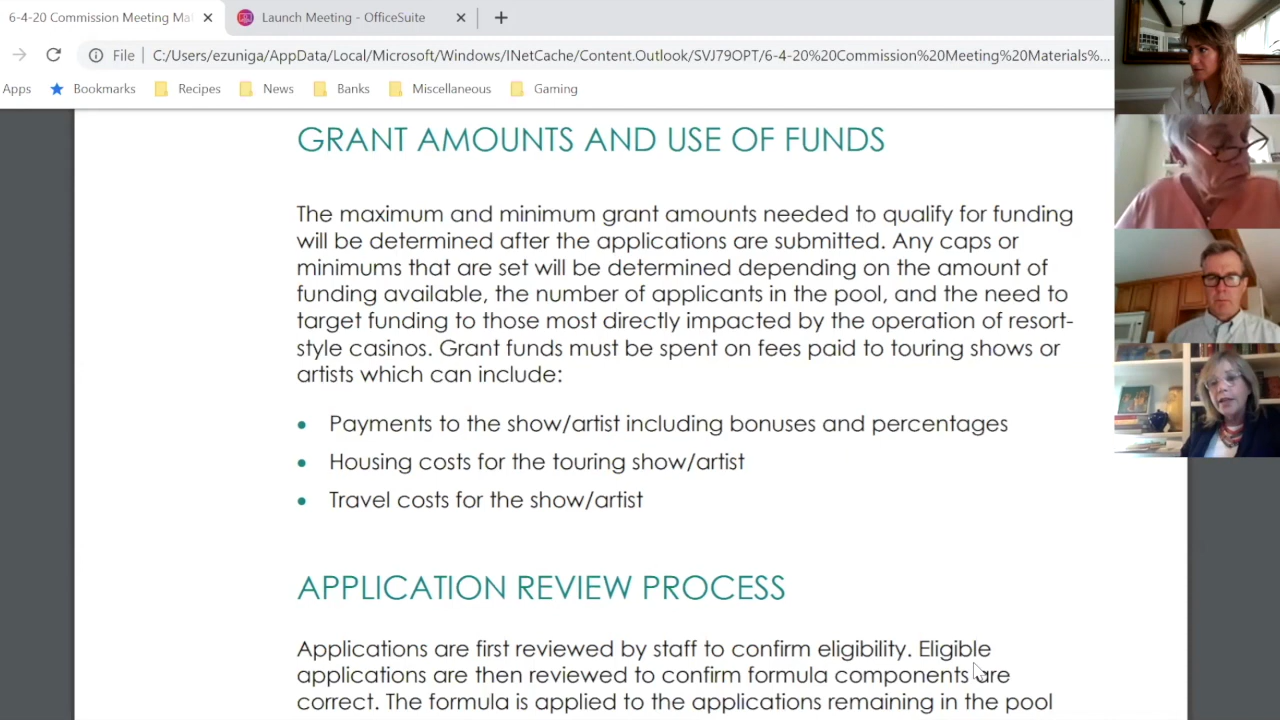 6-4-20 Commission Meeting Ma
Launch Meeting - OfficeSuite
File
C:/Users/ezuniga/AppData/Local/Microsoft/Windows/INetCache/Content.Outlook/SVJ79OPT/6-4-20%20Commission%20Meeting%20Materials%...
Apps
Bookmarks
Recipes
News
Banks
Miscellaneous
Gaming
GRANT AMOUNTS AND USE OF FUNDS
The maximum and minimum grant amounts needed to qualify for funding
will be determined after the applications are submitted. Any caps or
minimums that are set will be determined depending on the amount of
funding available, the number of applicants in the pool, and the need to
target funding to those most directly impacted by the operation of resort-
style casinos. Grant funds must be spent on fees paid to touring shows or
artists which can include:
• Payments to the show/artist including bonuses and percentages
• Housing costs for the touring show/artist
• Travel costs for the show/artist
APPLICATION REVIEW PROCESS
Applications are first reviewed by staff to confirm eligibility. Eligible
applications are then reviewed to confirm formula components are
correct. The formula is applied to the applications remaining in the pool